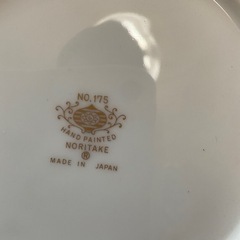 NO. 175
HAND PAINTED
NORITAKE
®
MADE IN JAPAN